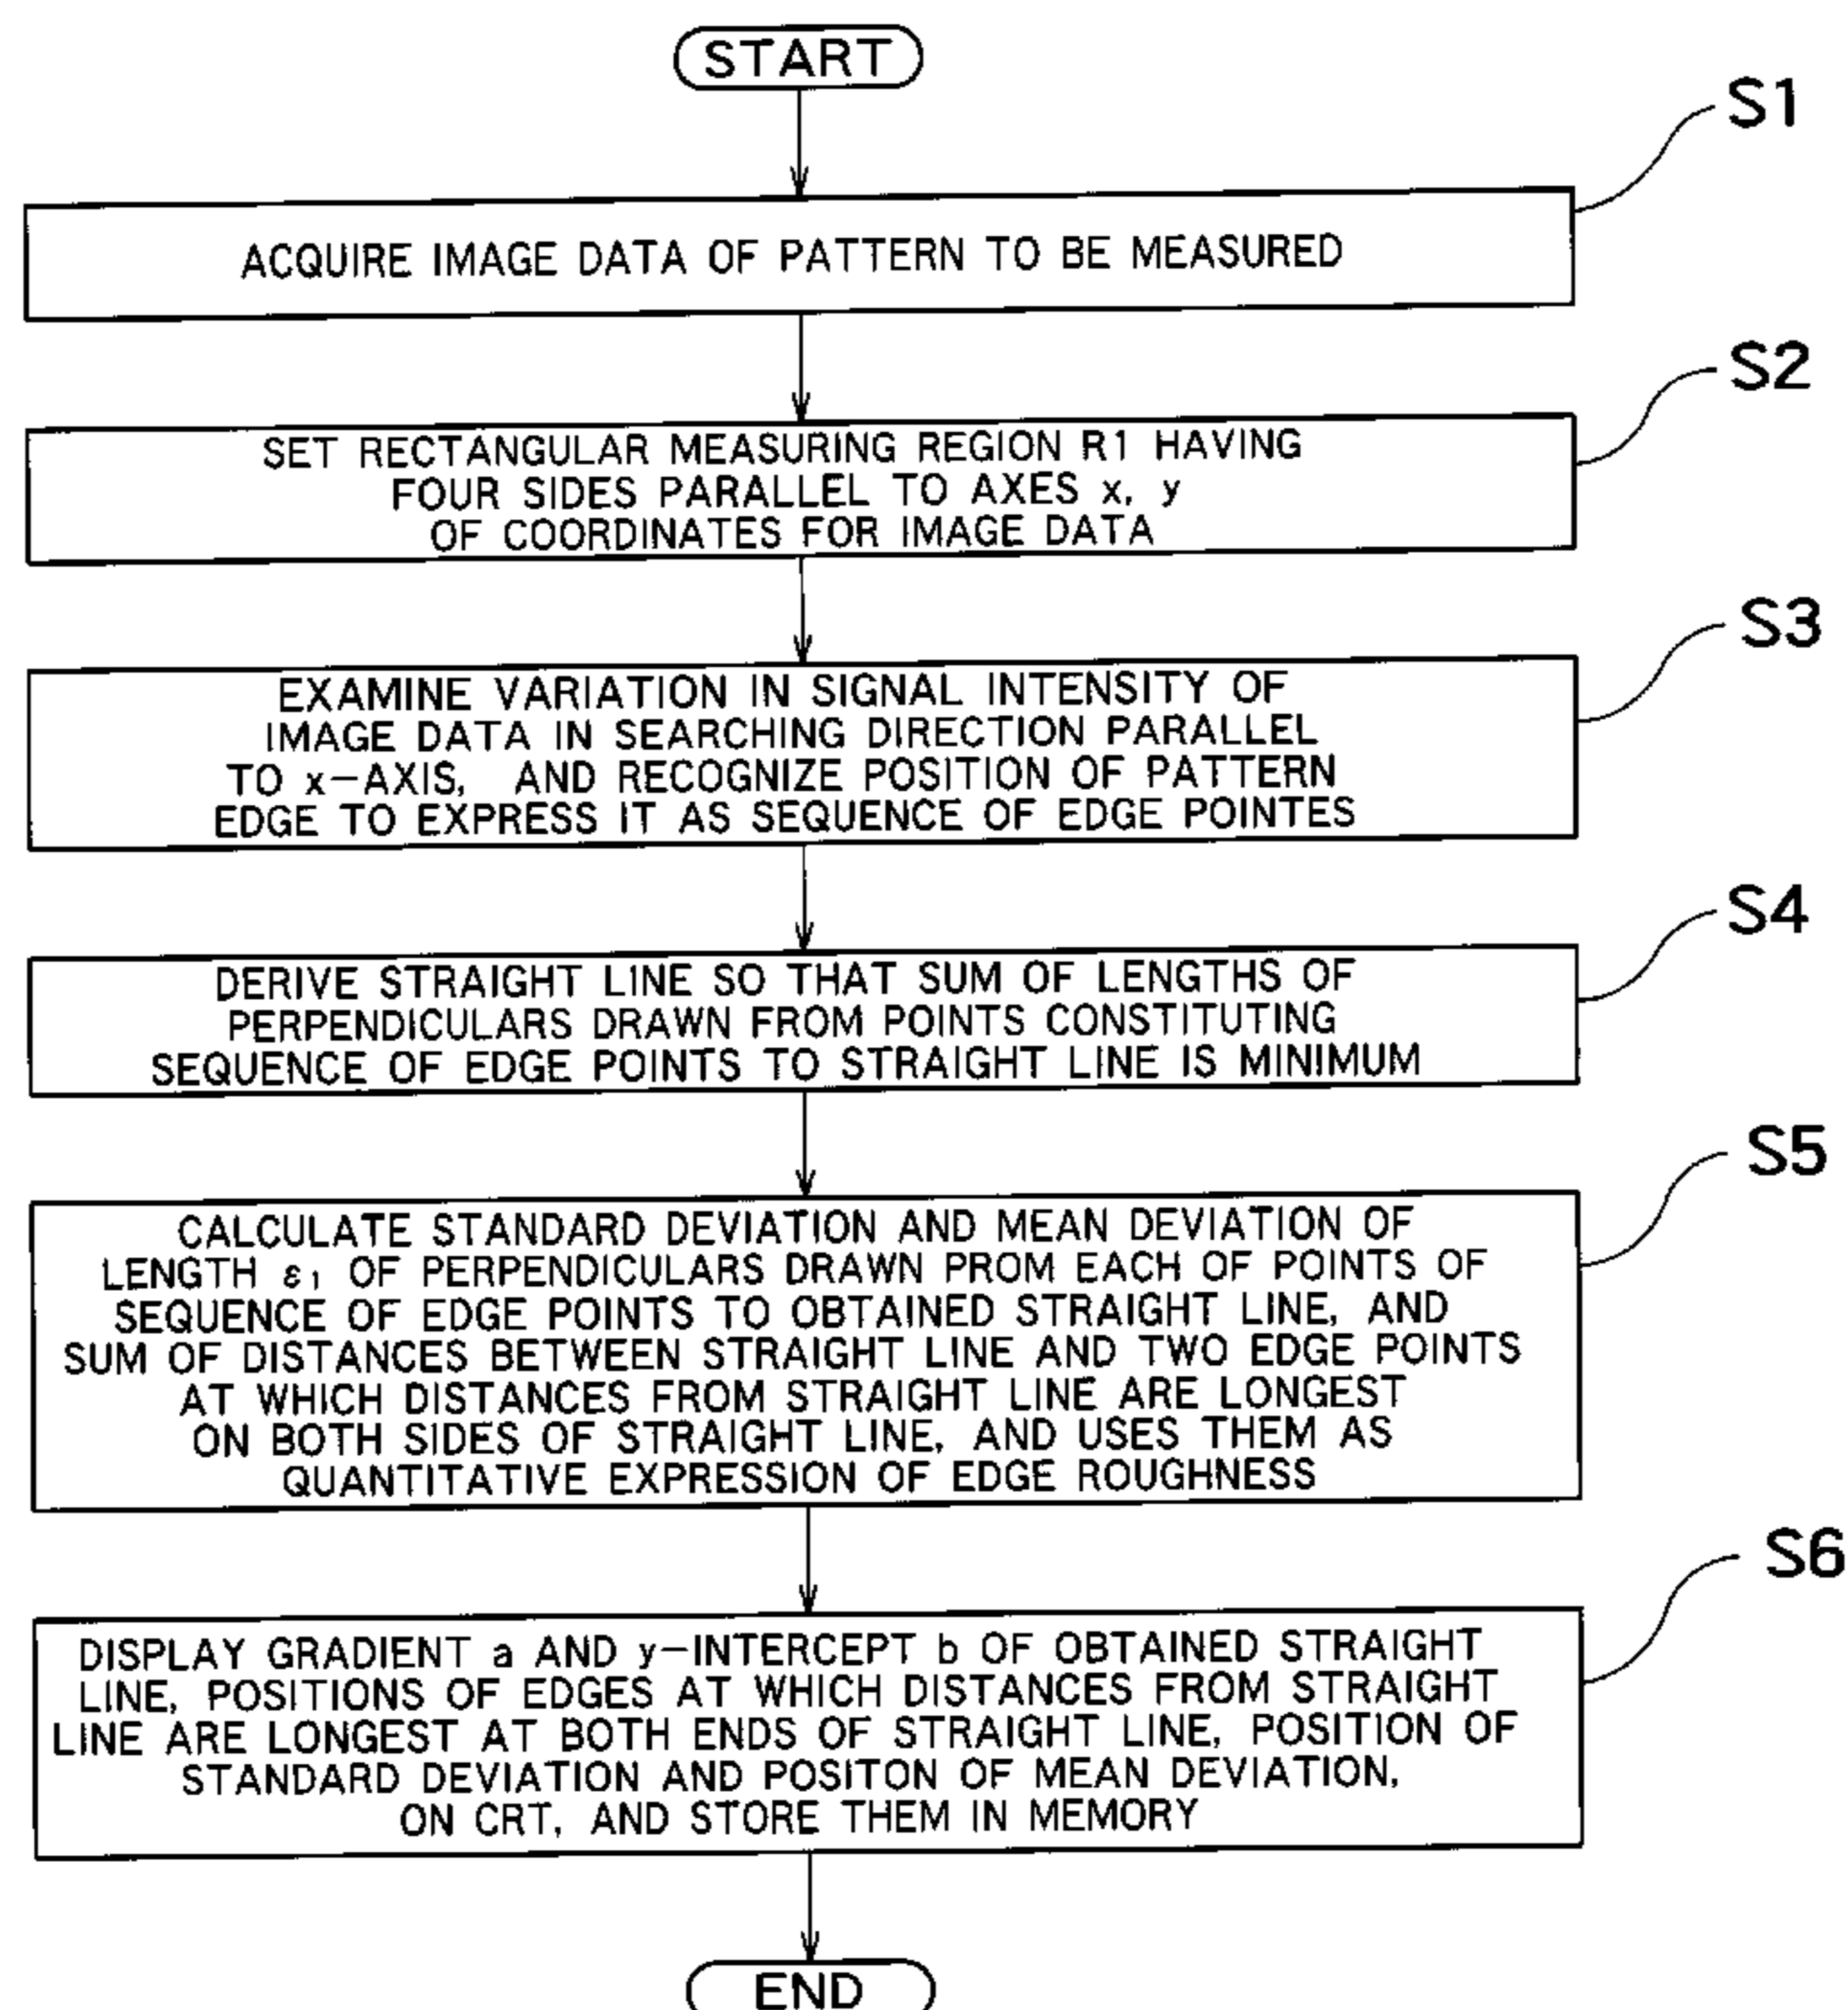 START
S1
ACQUIRE IMAGE DATA OF PATTERN TO BE MEASURED
S2
SET RECTANGULAR MEASURING REGION R1 HAVING
FOUR SIDES PARALLEL TO AXES x, y
OF COORDINATES FOR IMAGE DATA
S3
EXAMINE VARIATION IN SIGNAL INTENSITY OF
IMAGE DATA IN SEARCHING DIRECTION PARALLEL
TO x-AXIS, AND RECOGNIZE POSITION OF PATTERN
EDGE TO EXPRESS IT AS SEQUENCE OF EDGE POINTES
S4
DERIVE STRAIGHT LINE SO THAT SUM OF LENGTHS OF
PERPENDICULARS DRAWN FROM POINTS CONSTITUTING
SEQUENCE OF EDGE POINTS TO STRAIGHT LINE IS MINIMUM
S5
CALCULATE STANDARD DEVIATION AND MEAN DEVIATION OF
LENGTH ε₁ OF PERPENDICULARS DRAWN PROM EACH OF POINTS OF
SEQUENCE OF EDGE POINTS TO OBTAINED STRAIGHT LINE, AND
SUM OF DISTANCES BETWEEN STRAIGHT LINE AND TWO EDGE POINTS
AT WHICH DISTANCES FROM STRAIGHT LINE ARE LONGEST
ON BOTH SIDES OF STRAIGHT LINE, AND USES THEM AS
QUANTITATIVE EXPRESSION OF EDGE ROUGHNESS
S6
DISPLAY GRADIENT a AND y-INTERCEPT b OF OBTAINED STRAIGHT
LINE, POSITIONS OF EDGES AT WHICH DISTANCES FROM STRAIGHT
LINE ARE LONGEST AT BOTH ENDS OF STRAIGHT LINE, POSITION OF
STANDARD DEVIATION AND POSITON OF MEAN DEVIATION,
ON CRT, AND STORE THEM IN MEMORY
END